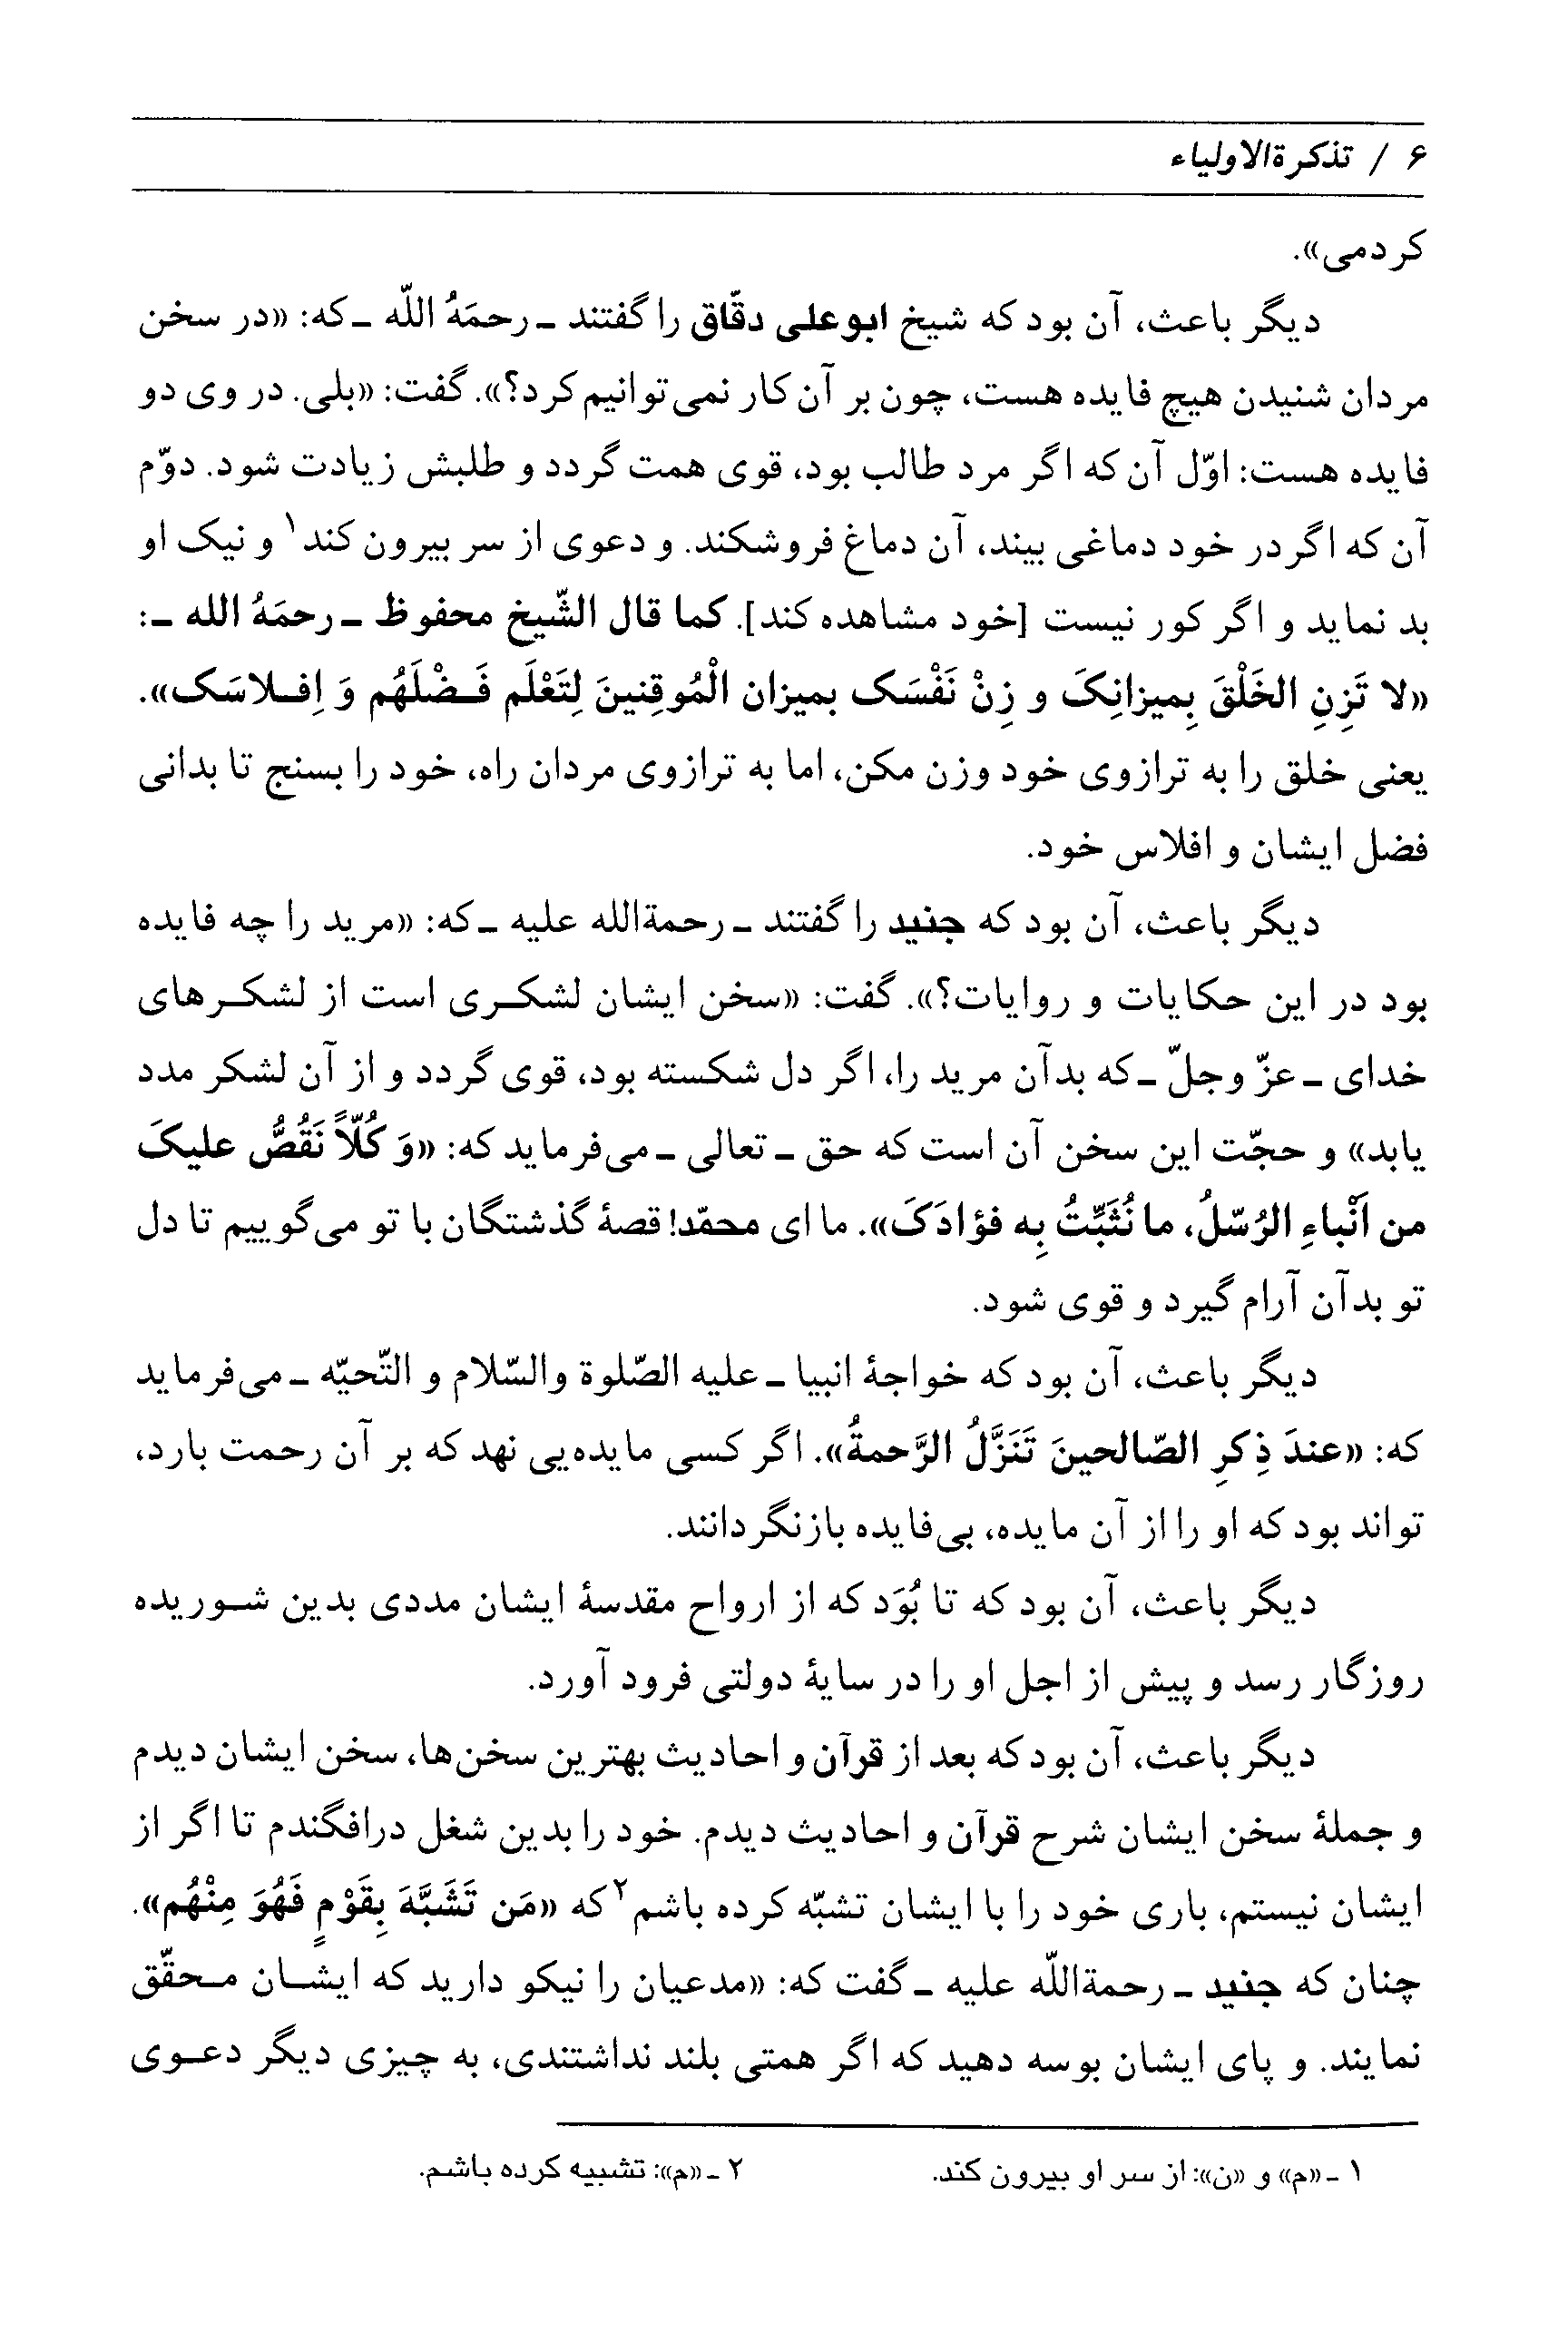 ۶ / تذکرةالاولیاء
کردمی».
دیگر باعث، آن بود که شیخ ابوعلی دقّاق را گفتند ـ رحمَهُ اللّه ـ که: «در سخن
مردان شنیدن هیچ فایده هست، چون بر آن کار نمی‌توانیم کرد؟». گفت: «بلی. در وی دو
فایده هست: اوّل آن که اگر مرد طالب بود، قوی همت گردد و طلبش زیادت شود. دوّم
آن که اگر در خود دماغی بیند، آن دماغ فروشکند. و دعوی از سر بیرون کند۱ و نیک او
بد نماید و اگر کور نیست [خود مشاهده کند]. کما قال الشّیخ محفوظ ـ رحمَهُ الله ـ:
«لا تَزِنِ الخَلْقَ بِمیزانِکَ و زِنْ نَفْسَک بمیزان الْمُوقِنینَ لِتَعْلَم فَـضْلَهُم وَ اِفـلاسَک».
یعنی خلق را به ترازوی خود وزن مکن، اما به ترازوی مردان راه، خود را بسنج تا بدانی
فضل ایشان و افلاس خود.
دیگر باعث، آن بود که جنید را گفتند ـ رحمةالله علیه ـ که: «مرید را چه فایده
بود در این حکایات و روایات؟». گفت: «سخن ایشان لشکـری است از لشکـرهای
خدای ـ عزّ وجلّ ـ که بدآن مرید را، اگر دل شکسته بود، قوی گردد و از آن لشکر مدد
یابد» و حجّت این سخن آن است که حق ـ تعالی ـ می‌فرماید که: «وَ کُلّاً نَقُصُّ علیکَ
من اَنْباءِ الرُسّلُ، ما نُثَبِّتُ بِه فؤادَکَ». ما ای محمّد! قصهٔ گذشتگان با تو می‌گوییم تا دل
تو بدآن آرام گیرد و قوی شود.
دیگر باعث، آن بود که خواجهٔ انبیا ـ علیه الصّلوة والسّلام و التّحیّه ـ می‌فرماید
که: «عندَ ذِکرِ الصّالحینَ تَنَزَّلُ الرَّحمةُ». اگر کسی مایده‌یی نهد که بر آن رحمت بارد،
تواند بود که او را از آن مایده، بی‌فایده بازنگردانند.
دیگر باعث، آن بود که تا بُوَد که از ارواح مقدسهٔ ایشان مددی بدین شـوریده
روزگار رسد و پیش از اجل او را در سایهٔ دولتی فرود آورد.
دیگر باعث، آن بود که بعد از قرآن و احادیث بهترین سخن‌ها، سخن ایشان دیدم
و جملهٔ سخن ایشان شرح قرآن و احادیث دیدم. خود را بدین شغل درافگندم تا اگر از
ایشان نیستم، باری خود را با ایشان تشبّه کرده باشم۲ که «مَن تَشَبَّهَ بِقَوْمٍ فَهُوَ مِنْهُم».
چنان که جنید ـ رحمةاللّه علیه ـ گفت که: «مدعیان را نیکو دارید که ایشـان مـحقّق
نمایند. و پای ایشان بوسه دهید که اگر همتی بلند نداشتندی، به چیزی دیگر دعـوی
۱ ـ «م» و «ن»: از سر او بیرون کند. ۲ ـ «م»: تشبیه کرده باشم.